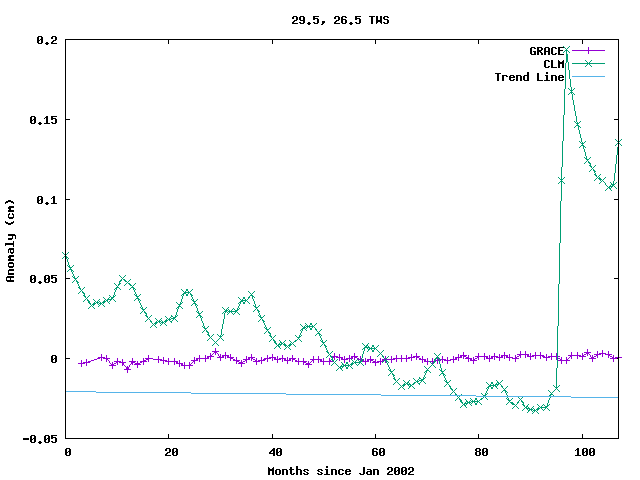 29.5, 26.5 TWS
GRACE
CLM
Trend Line
0.2
0.15
0.1
0.05
0
-0.05
Anomaly (cm)
0 20 40 60 80 100
Months since Jan 2002